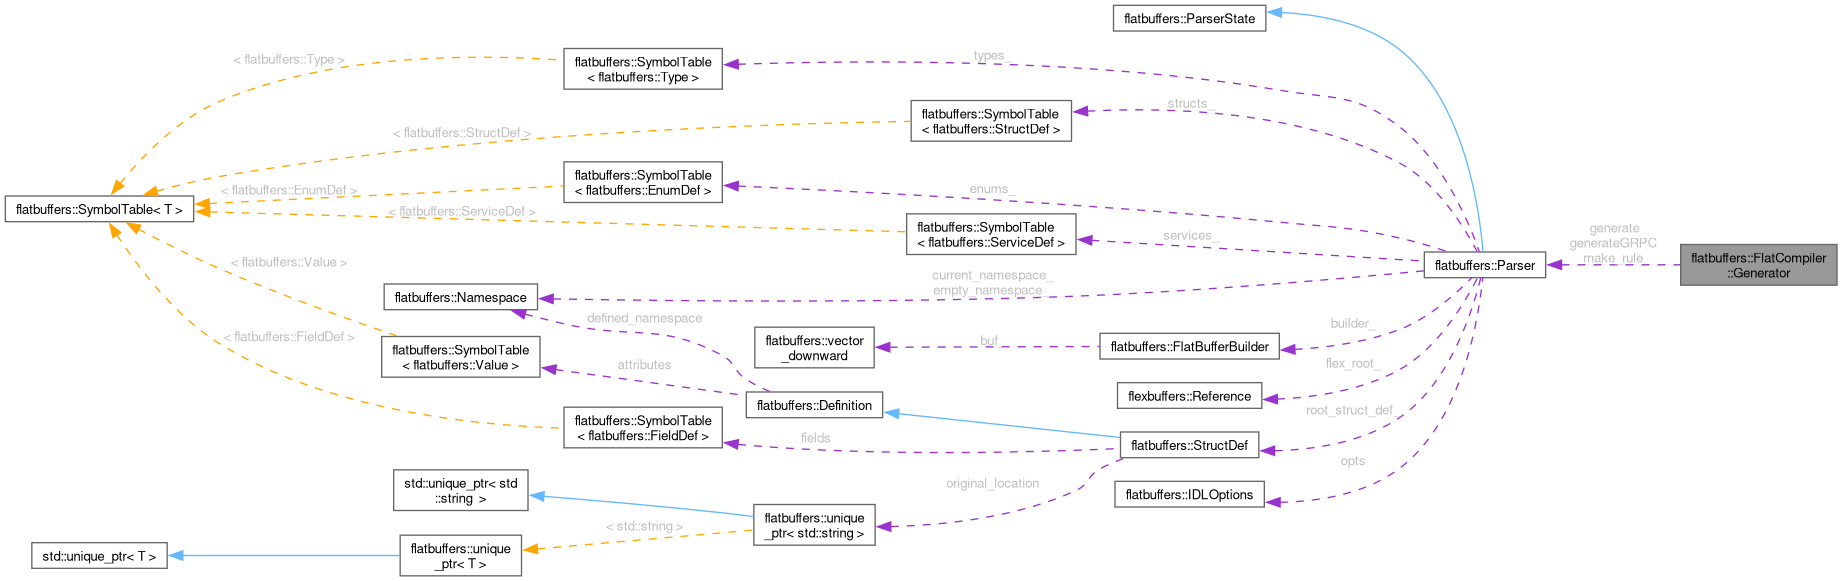 flatbuffers::ParserState
< flatbuffers::Type >
flatbuffers::SymbolTable
< flatbuffers::Type >
types_
flatbuffers::SymbolTable
< flatbuffers::StructDef >
structs_
< flatbuffers::StructDef >
flatbuffers::SymbolTable
< flatbuffers::EnumDef >
enums_
< flatbuffers::EnumDef >
flatbuffers::SymbolTable< T >
< flatbuffers::ServiceDef >
flatbuffers::SymbolTable
< flatbuffers::ServiceDef >
services_
flatbuffers::Parser
generate
generateGRPC
make_rule
flatbuffers::FlatCompiler
::Generator
< flatbuffers::Value >
current_namespace_
empty_namespace_
flatbuffers::Namespace
defined_namespace
builder_
flatbuffers::vector
_downward
buf_
flatbuffers::FlatBufferBuilder
< flatbuffers::FieldDef >
flatbuffers::SymbolTable
< flatbuffers::Value >
attributes
flex_root_
flexbuffers::Reference
flatbuffers::Definition
root_struct_def_
flatbuffers::SymbolTable
< flatbuffers::FieldDef >
fields
flatbuffers::StructDef
opts
original_location
flatbuffers::IDLOptions
std::unique_ptr< std
::string >
flatbuffers::unique
_ptr< std::string >
< std::string >
flatbuffers::unique
_ptr< T >
std::unique_ptr< T >